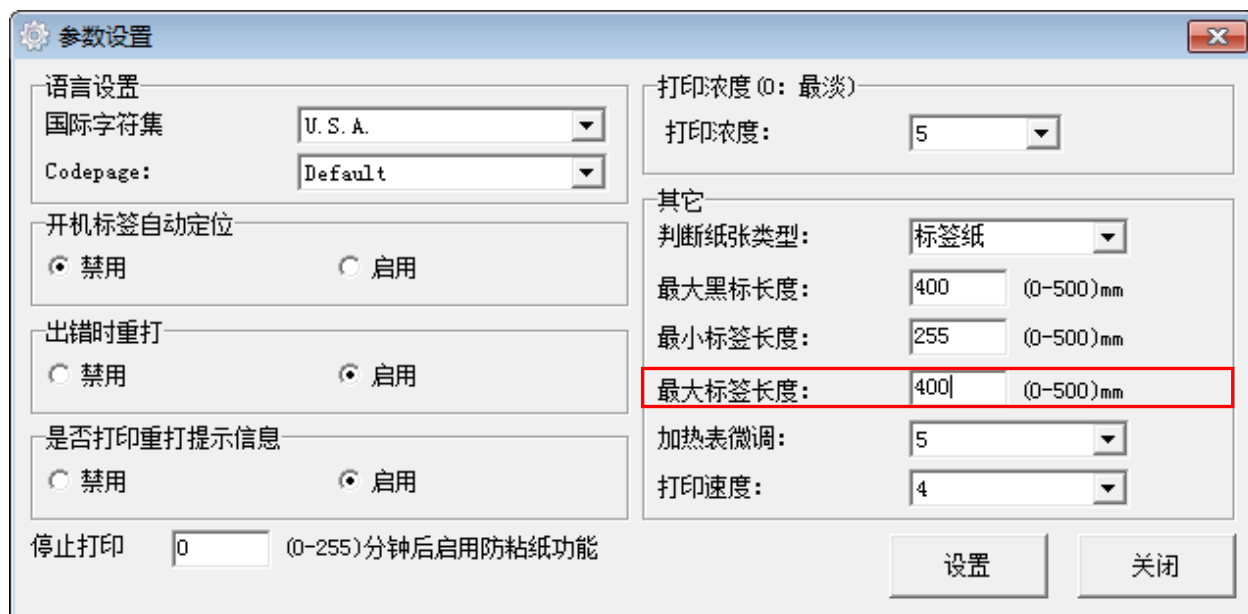 参数设置
语言设置
国际字符集 U.S.A.
Codepage: Default
开机标签自动定位
禁用 启用
出错时重打
禁用 启用
是否打印重打提示信息
禁用 启用
停止打印 0 (0-255)分钟后启用防粘纸功能
打印浓度(0: 最淡)
打印浓度: 5
其它
判断纸张类型: 标签纸
最大黑标长度: 400 (0-500)mm
最小标签长度: 255 (0-500)mm
最大标签长度: 400 (0-500)mm
加热表微调: 5
打印速度: 4
设置 关闭